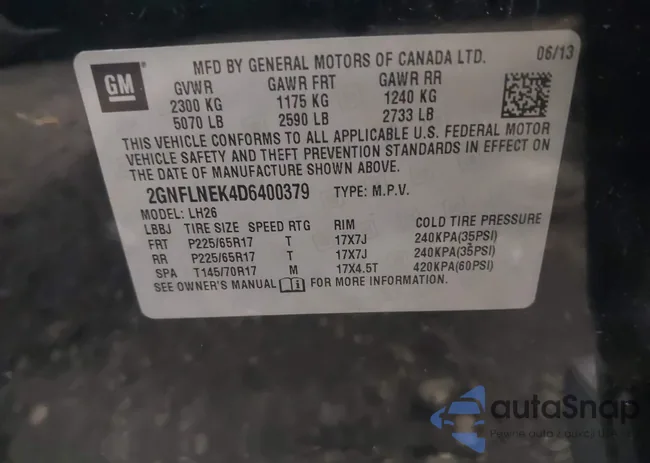 GM
MFD BY GENERAL MOTORS OF CANADA LTD. 06/13
GVWR GAWR FRT GAWR RR
2300 KG 1175 KG 1240 KG
5070 LB 2590 LB 2733 LB
THIS VEHICLE CONFORMS TO ALL APPLICABLE U.S. FEDERAL MOTOR
VEHICLE SAFETY AND THEFT PREVENTION STANDARDS IN EFFECT ON
THE DATE OF MANUFACTURE SHOWN ABOVE.
2GNFLNEK4D6400379 TYPE: M.P.V.
MODEL: LH26
LBBJ TIRE SIZE SPEED RTG RIM COLD TIRE PRESSURE
FRT P225/65R17 T 17X7J 240KPA(35PSI)
RR P225/65R17 T 17X7J 240KPA(35PSI)
SPA T145/70R17 M 17X4.5T 420KPA(60PSI)
SEE OWNER'S MANUAL FOR MORE INFORMATION.
autaSnap